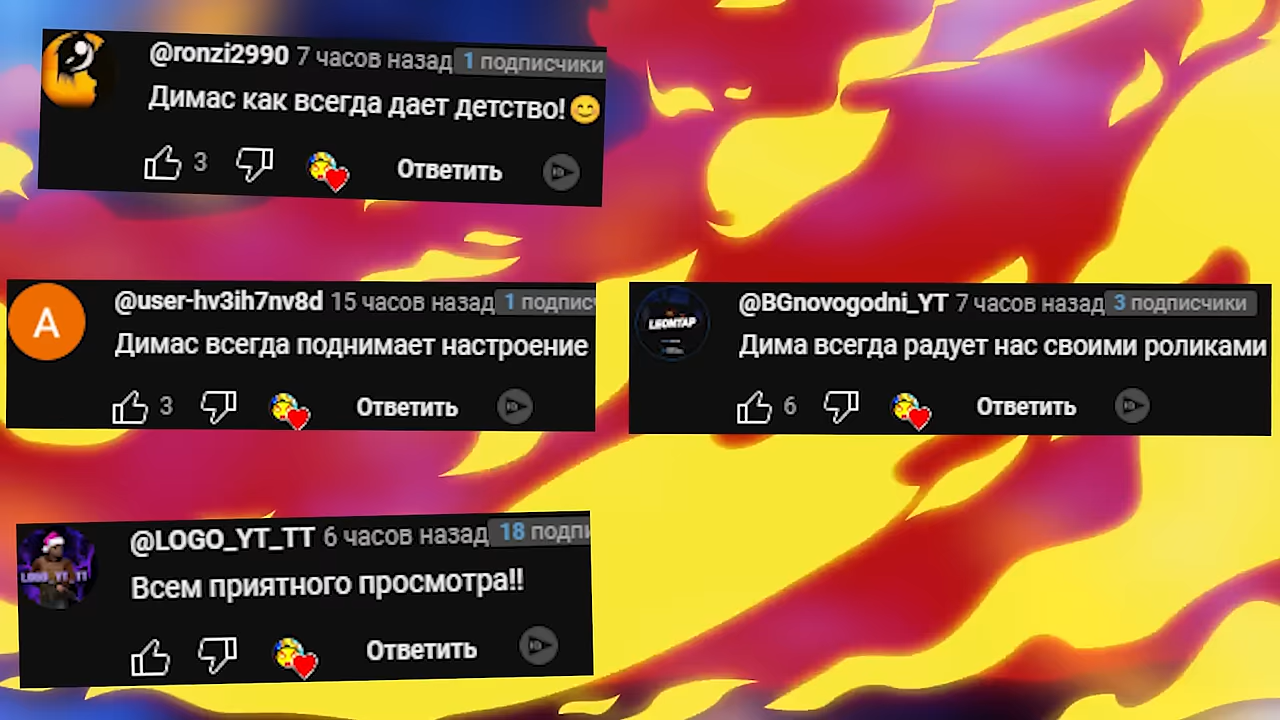 @ronzi2990 7 часов назад 1 подписчики
Димас как всегда дает детство!😊
3 Ответить
A
@user-hv3ih7nv8d 15 часов назад 1 подпис
Димас всегда поднимает настроение
3 Ответить
LEONTAP
@BGnovogodni_YT 7 часов назад 3 подписчики
Дима всегда радует нас своими роликами
6 Ответить
LOGO_YT_TT
@LOGO_YT_TT 6 часов назад 18 подпи
Всем приятного просмотра!!
Ответить